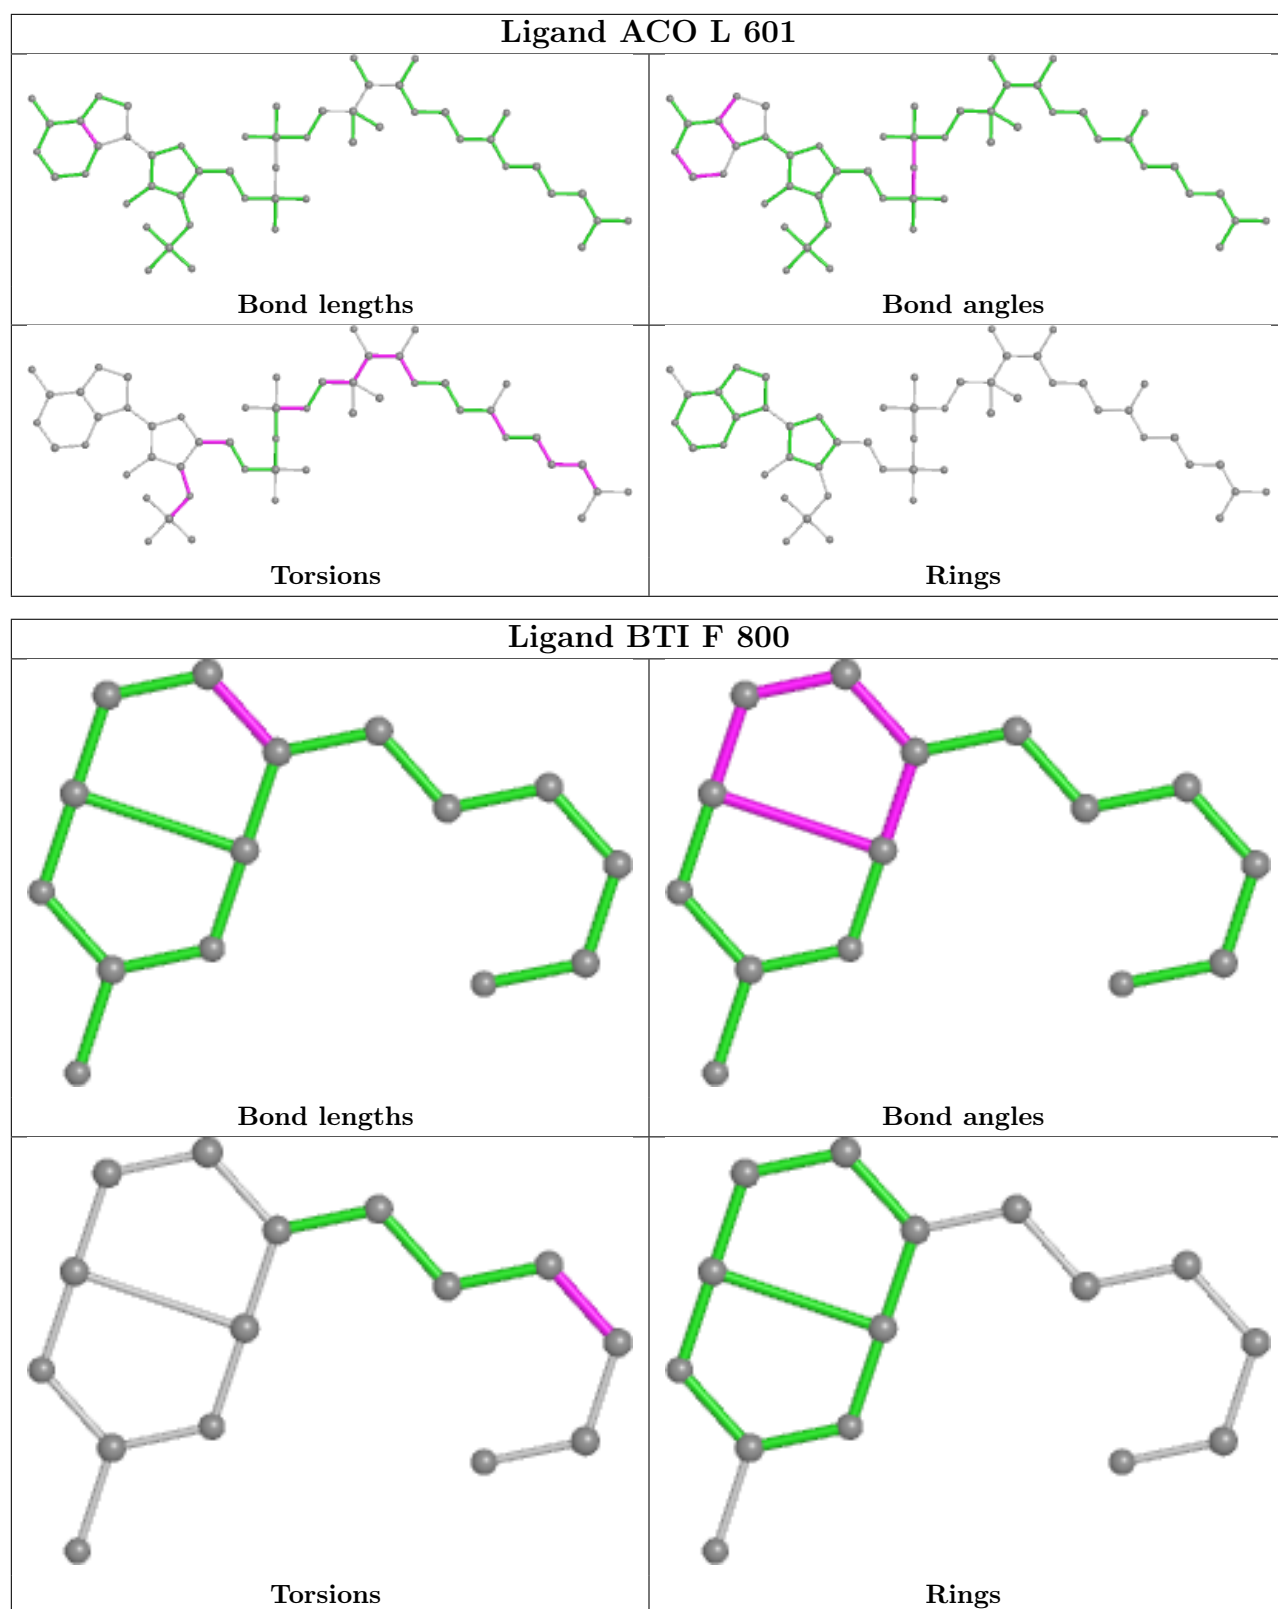 Ligand ACO L 601
Bond lengths
Bond angles
Torsions
Rings
Ligand BTI F 800
Bond lengths
Bond angles
Torsions
Rings